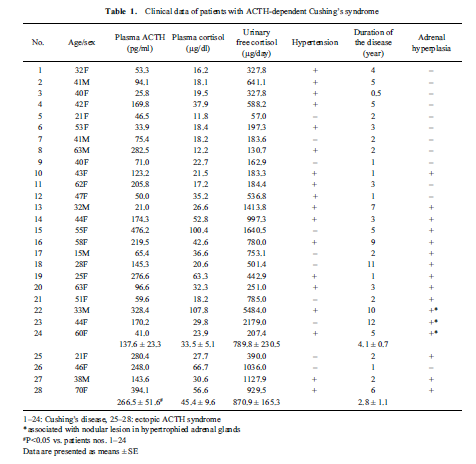 Table 1. Clinical data of patients with ACTH-dependent Cushing's syndrome
No. Age/sex Plasma ACTH (pg/ml) Plasma cortisol (µg/dl) Urinary free cortisol (µg/day) Hypertension Duration of the disease (year) Adrenal hyperplasia
1 32F 53.3 16.2 327.8 + 4 –
2 41M 94.1 18.1 641.1 + 5 –
3 40F 25.8 19.5 327.8 + 0.5 –
4 42F 169.8 37.9 588.2 + 5 –
5 21F 46.5 11.8 57.0 – 2 –
6 53F 33.9 18.4 197.3 + 3 –
7 41M 75.4 18.2 183.6 – 2 –
8 63M 282.5 12.2 130.7 + 2 –
9 40F 71.0 22.7 162.9 – 1 –
10 43F 123.2 21.5 183.3 + 1 +
11 62F 205.8 17.2 184.4 + 3 –
12 47F 50.0 35.2 536.8 + 1 –
13 32M 21.0 26.6 1413.8 + 7 +
14 44F 174.3 52.8 997.3 + 3 +
15 55F 476.2 100.4 1640.5 – 5 +
16 58F 219.5 42.6 780.0 + 9 +
17 15M 65.4 36.6 753.1 – 2 +
18 28F 145.3 20.6 501.4 – 11 +
19 25F 276.6 63.3 442.9 + 1 +
20 63F 96.6 32.3 251.0 + 3 +
21 51F 59.6 18.2 785.0 – 2 +
22 33M 328.4 107.8 5484.0 + 10 +*
23 44F 170.2 29.8 2179.0 – 12 +*
24 60F 41.0 23.9 207.4 + 5 +*
137.6 ± 23.3 33.5 ± 5.1 789.8 ± 230.5 4.1 ± 0.7
25 21F 280.4 27.7 390.0 – 2 +
26 46F 248.0 66.7 1036.0 – 1 –
27 38M 143.6 30.6 1127.9 + 2 +
28 70F 394.1 56.6 929.5 + 6 +
266.5 ± 51.6# 45.4 ± 9.6 870.9 ± 165.3 2.8 ± 1.1
1–24: Cushing's disease, 25–28: ectopic ACTH syndrome
*associated with nodular lesion in hypertrophied adrenal glands
#P<0.05 vs. patients nos. 1–24
Data are presented as means ± SE